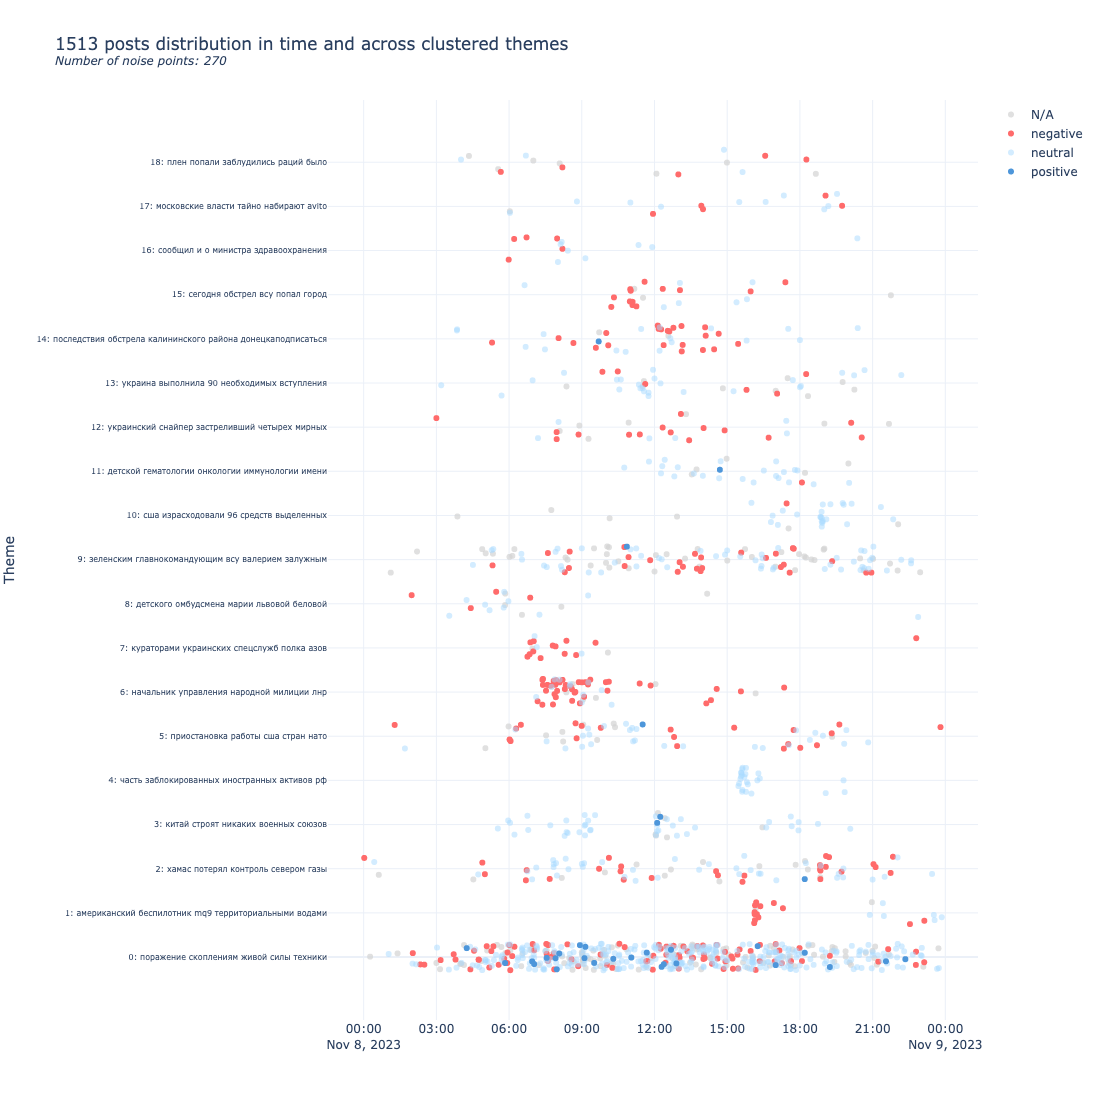 1513 posts distribution in time and across clustered themes
Number of noise points: 270
N/A
negative
neutral
positive
Theme
18: плен попали заблудились раций было
17: московские власти тайно набирают avito
16: сообщил и о министра здравоохранения
15: сегодня обстрел всу попал город
14: последствия обстрела калининского района донецкаподписаться
13: украина выполнила 90 необходимых вступления
12: украинский снайпер застреливший четырех мирных
11: детской гематологии онкологии иммунологии имени
10: сша израсходовали 96 средств выделенных
9: зеленским главнокомандующим всу валерием залужным
8: детского омбудсмена марии львовой беловой
7: кураторами украинских спецслужб полка азов
6: начальник управления народной милиции лнр
5: приостановка работы сша стран нато
4: часть заблокированных иностранных активов рф
3: китай строят никаких военных союзов
2: хамас потерял контроль севером газы
1: американский беспилотник mq9 территориальными водами
0: поражение скоплениям живой силы техники
00:00 03:00 06:00 09:00 12:00 15:00 18:00 21:00 00:00
Nov 8, 2023 Nov 9, 2023